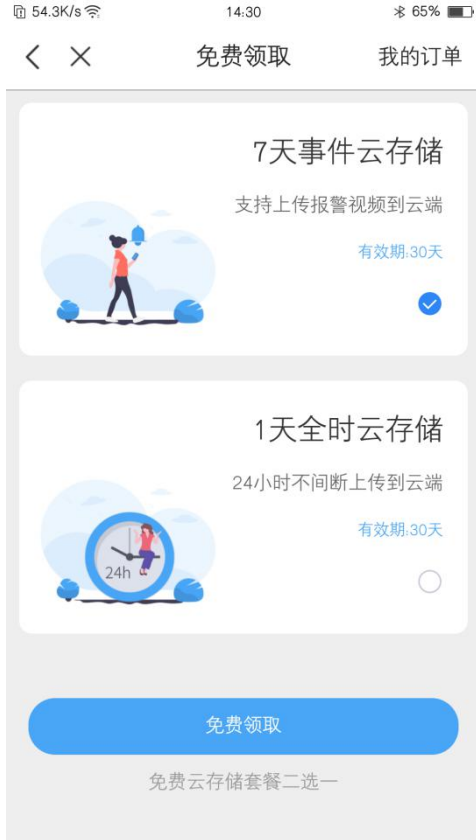 54.3K/s 14:30 65%
免费领取 我的订单
7天事件云存储
支持上传报警视频到云端
有效期:30天
1天全时云存储
24小时不间断上传到云端
有效期:30天
24h
免费领取
免费云存储套餐二选一